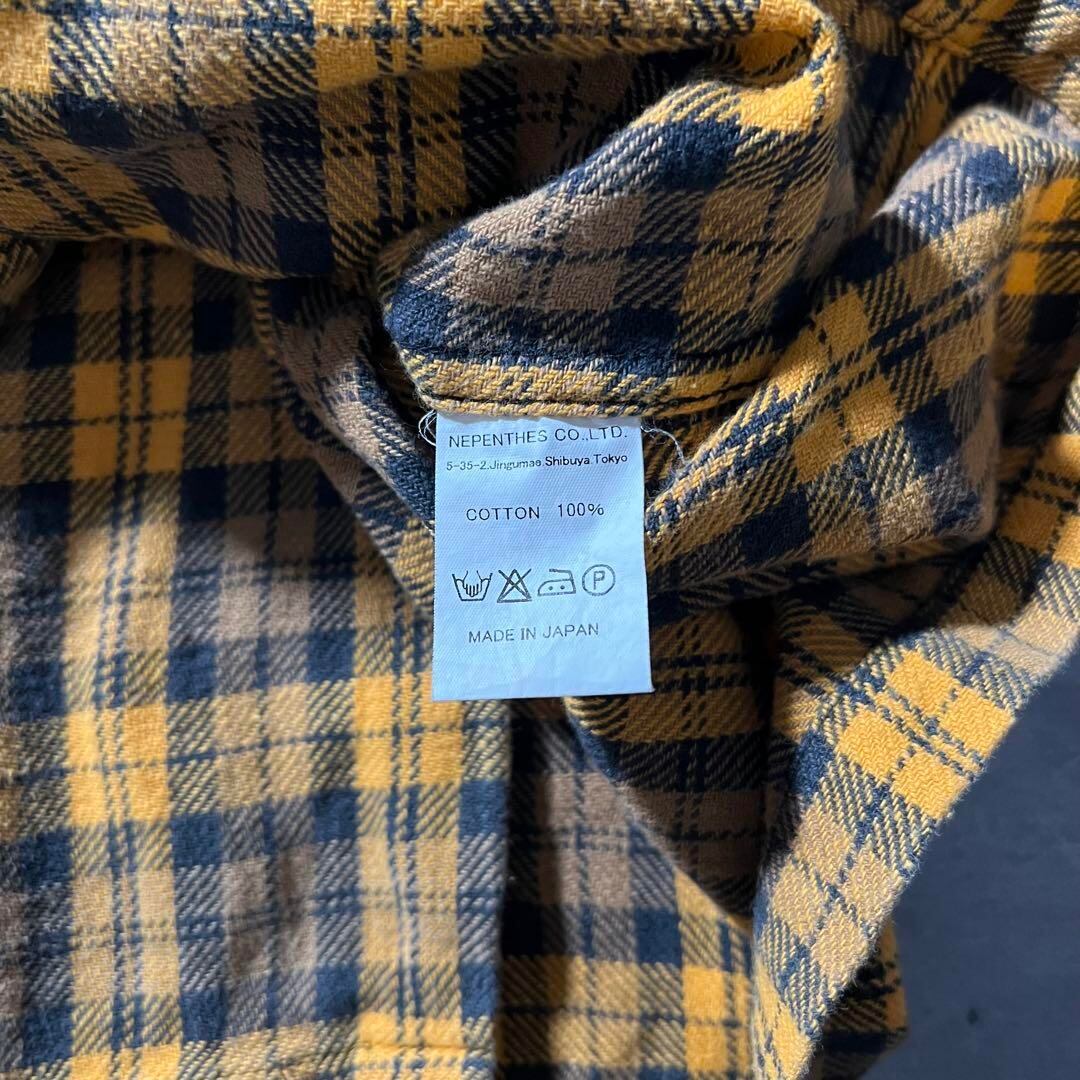 NEPENTHES CO.,LTD.
5-35-2.Jingumae.Shibuya.Tokyo
COTTON 100%
P
MADE IN JAPAN